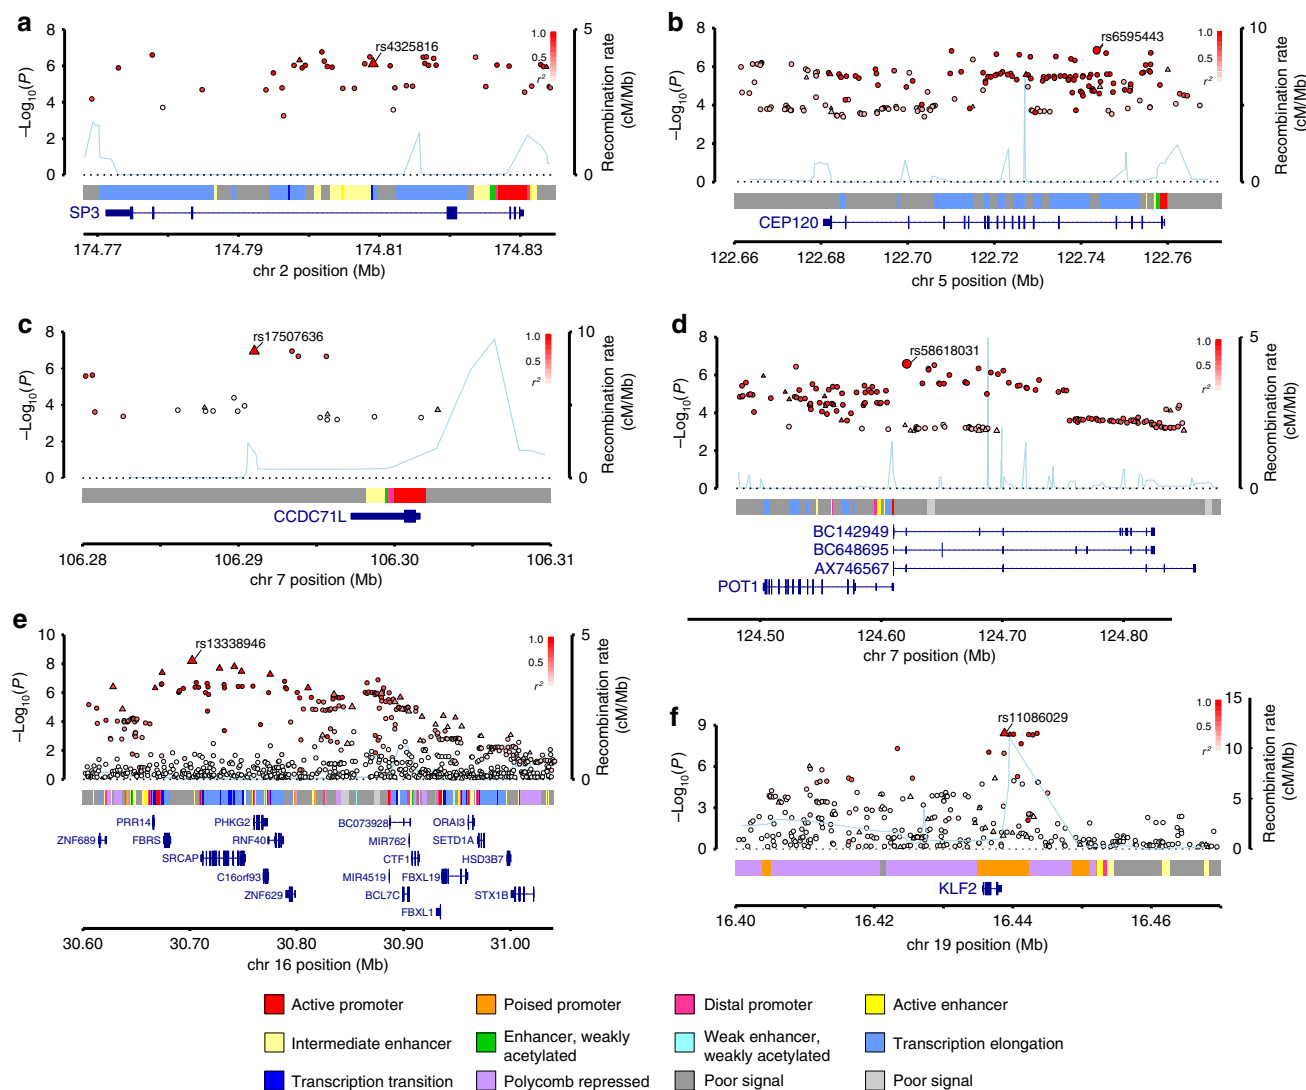 a
8
6
4
2
0
−Log10(P)
rs4325816
1.0
0.5
r²
5
0
Recombination rate
(cM/Mb)
SP3
174.77
174.79
174.81
174.83
chr 2 position (Mb)
b
8
6
4
2
0
−Log10(P)
rs6595443
1.0
0.5
r²
10
0
Recombination rate
(cM/Mb)
CEP120
122.66
122.68
122.70
122.72
122.74
122.76
chr 5 position (Mb)
c
8
6
4
2
0
−Log10(P)
rs17507636
1.0
0.5
r²
10
0
Recombination rate
(cM/Mb)
CCDC71L
106.28
106.29
106.30
106.31
chr 7 position (Mb)
d
8
6
4
2
0
−Log10(P)
rs58618031
1.0
0.5
r²
5
0
Recombination rate
(cM/Mb)
BC142949
BC648695
AX746567
POT1
124.50
124.60
124.70
124.80
chr 7 position (Mb)
e
10
8
6
4
2
0
−Log10(P)
rs13338946
1.0
0.5
r²
5
0
Recombination rate
(cM/Mb)
PRR14
PHKG2
BC073928
ORAI3
ZNF689
FBRS
RNF40
MIR762
SETD1A
SRCAP
CTF1
HSD3B7
C16orf93
MIR4519
FBXL19
ZNF629
BCL7C
STX1B
FBXL1
30.60
30.70
30.80
30.90
31.00
chr 16 position (Mb)
f
9
6
3
0
−Log10(P)
rs11086029
1.0
0.5
r²
15
10
5
0
Recombination rate
(cM/Mb)
KLF2
16.40
16.42
16.44
16.46
chr 19 position (Mb)
Active promoter
Poised promoter
Distal promoter
Active enhancer
Intermediate enhancer
Enhancer, weakly
acetylated
Weak enhancer,
weakly acetylated
Transcription elongation
Transcription transition
Polycomb repressed
Poor signal
Poor signal